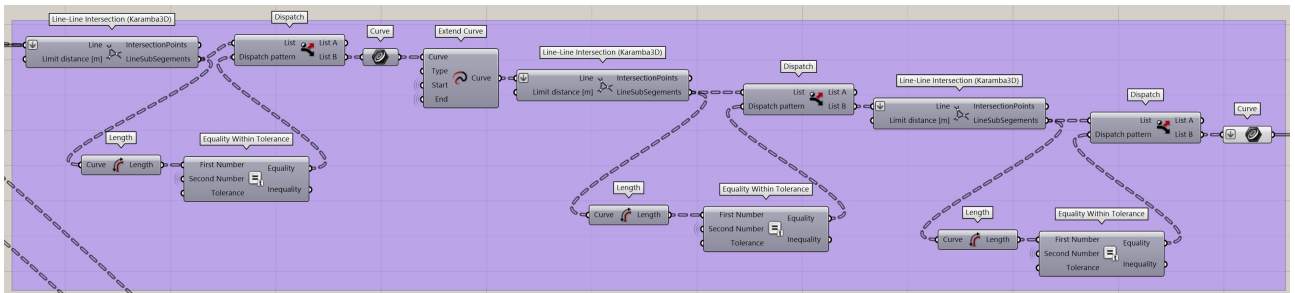 Line-Line Intersection (Karamba3D)
Line
Limit distance [m]
IntersectionPoints
LineSubSegements
Dispatch
List
Dispatch pattern
List A
List B
Curve
Extend Curve
Curve
Type
Start
End
Curve
Line-Line Intersection (Karamba3D)
Line
Limit distance [m]
IntersectionPoints
LineSubSegements
Dispatch
List
Dispatch pattern
List A
List B
Line-Line Intersection (Karamba3D)
Line
Limit distance [m]
IntersectionPoints
LineSubSegements
Dispatch
List
Dispatch pattern
List A
List B
Curve
Length
Curve
Length
Equality Within Tolerance
First Number
Second Number
Tolerance
Equality
Inequality
Length
Curve
Length
Equality Within Tolerance
First Number
Second Number
Tolerance
Equality
Inequality
Length
Curve
Length
Equality Within Tolerance
First Number
Second Number
Tolerance
Equality
Inequality